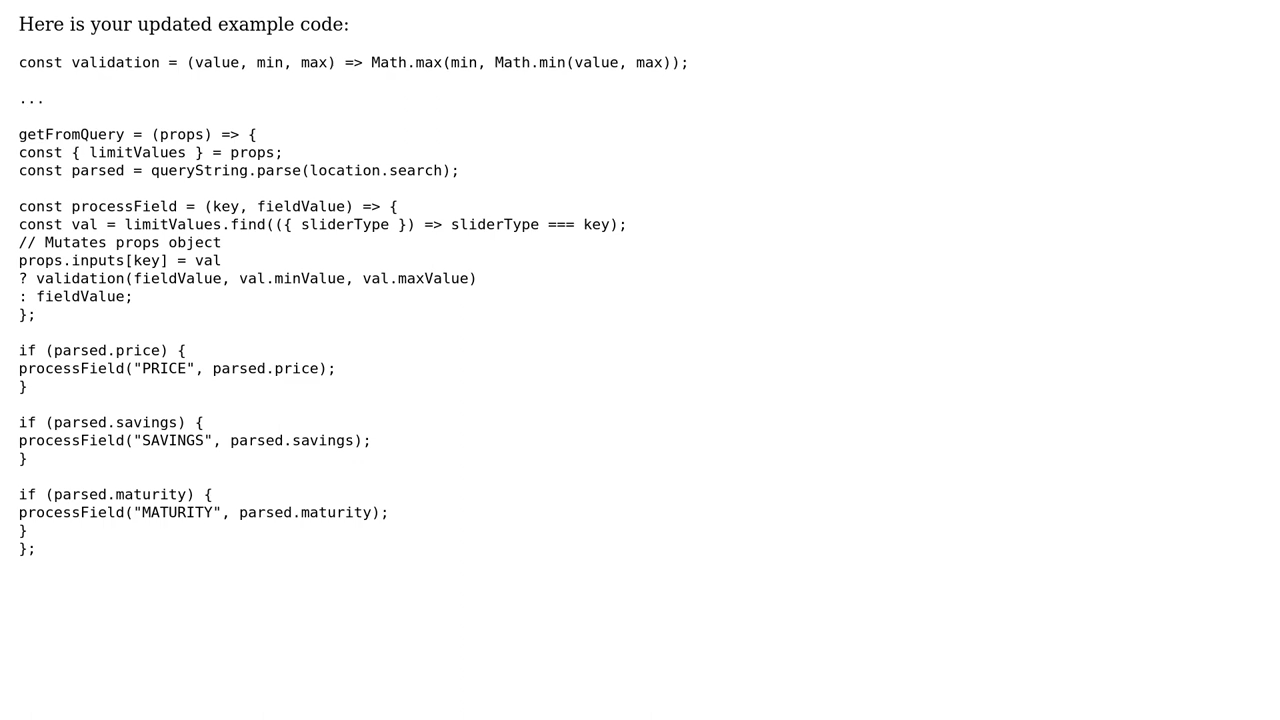 Here is your updated example code:
const validation = (value, min, max) => Math.max(min, Math.min(value, max));
...
getFromQuery = (props) => {
const { limitValues } = props;
const parsed = queryString.parse(location.search);
const processField = (key, fieldValue) => {
const val = limitValues.find(({ sliderType }) => sliderType === key);
// Mutates props object
props.inputs[key] = val
? validation(fieldValue, val.minValue, val.maxValue)
: fieldValue;
};
if (parsed.price) {
processField("PRICE", parsed.price);
}
if (parsed.savings) {
processField("SAVINGS", parsed.savings);
}
if (parsed.maturity) {
processField("MATURITY", parsed.maturity);
}
};